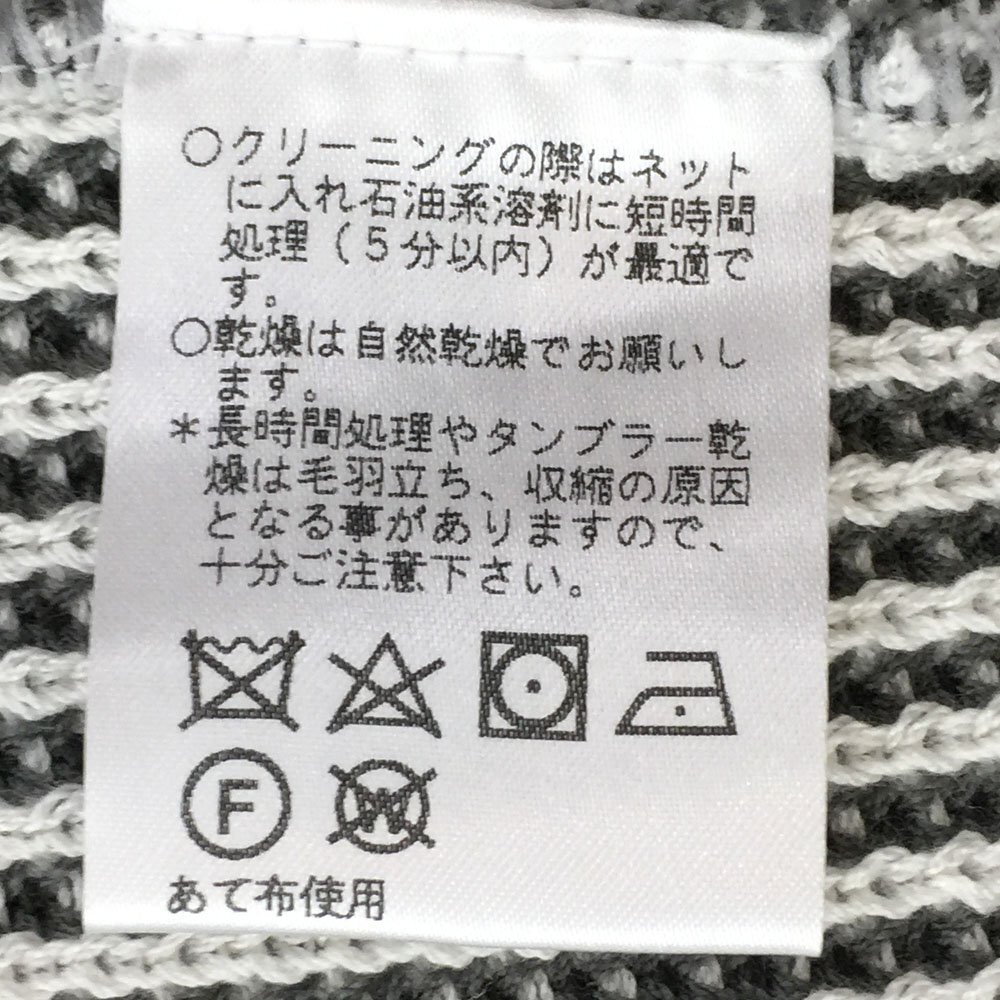 ○クリーニングの際はネット
に入れ石油系溶剤に短時間
処理（５分以内）が最適で
す。
○乾燥は自然乾燥でお願いし
ます。
＊長時間処理やタンブラー乾
燥は毛羽立ち、収縮の原因
となる事がありますので、
十分ご注意下さい。
F W
あて布使用